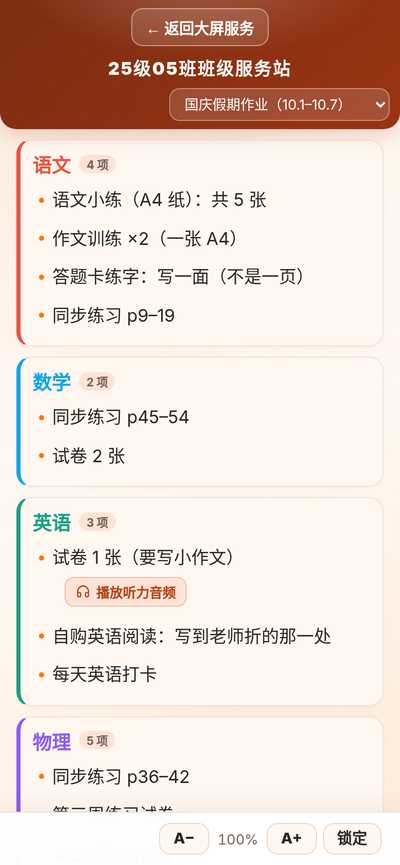 ← 返回大屏服务
25级05班班级服务站
国庆假期作业（10.1–10.7）
语文 4 项
• 语文小练（A4 纸）：共 5 张
• 作文训练 ×2（一张 A4）
• 答题卡练字：写一面（不是一页）
• 同步练习 p9–19
数学 2 项
• 同步练习 p45–54
• 试卷 2 张
英语 3 项
• 试卷 1 张（要写小作文）
播放听力音频
• 自购英语阅读：写到老师折的那一处
• 每天英语打卡
物理 5 项
• 同步练习 p36–42
A− 100% A+ 锁定